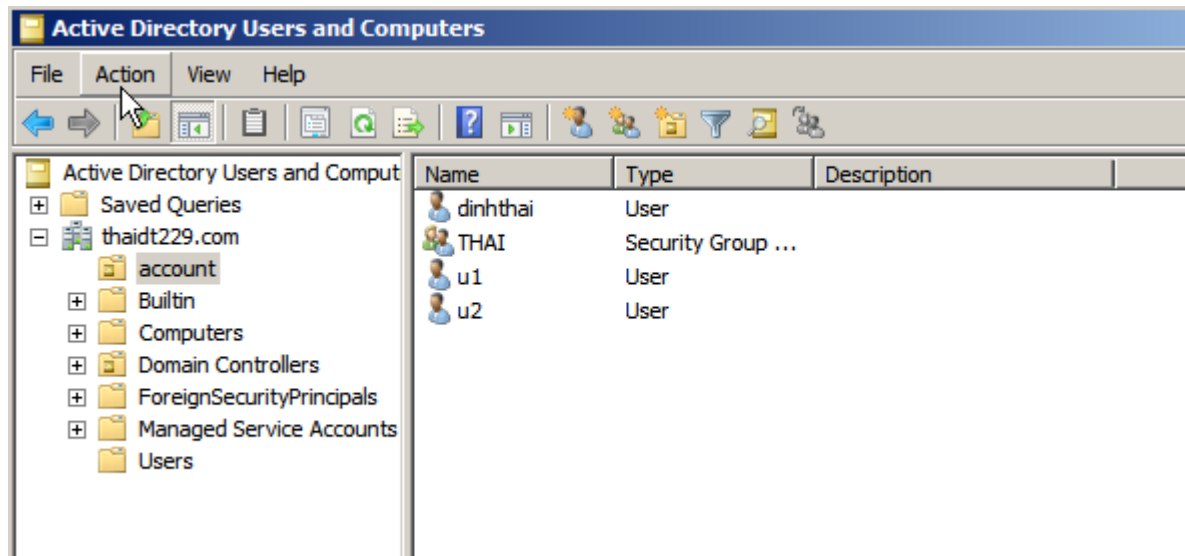 Active Directory Users and Computers
File Action View Help
Active Directory Users and Comput
Saved Queries
thaidt229.com
account
Builtin
Computers
Domain Controllers
ForeignSecurityPrincipals
Managed Service Accounts
Users
Name Type Description
dinhthai User
THAI Security Group ...
u1 User
u2 User